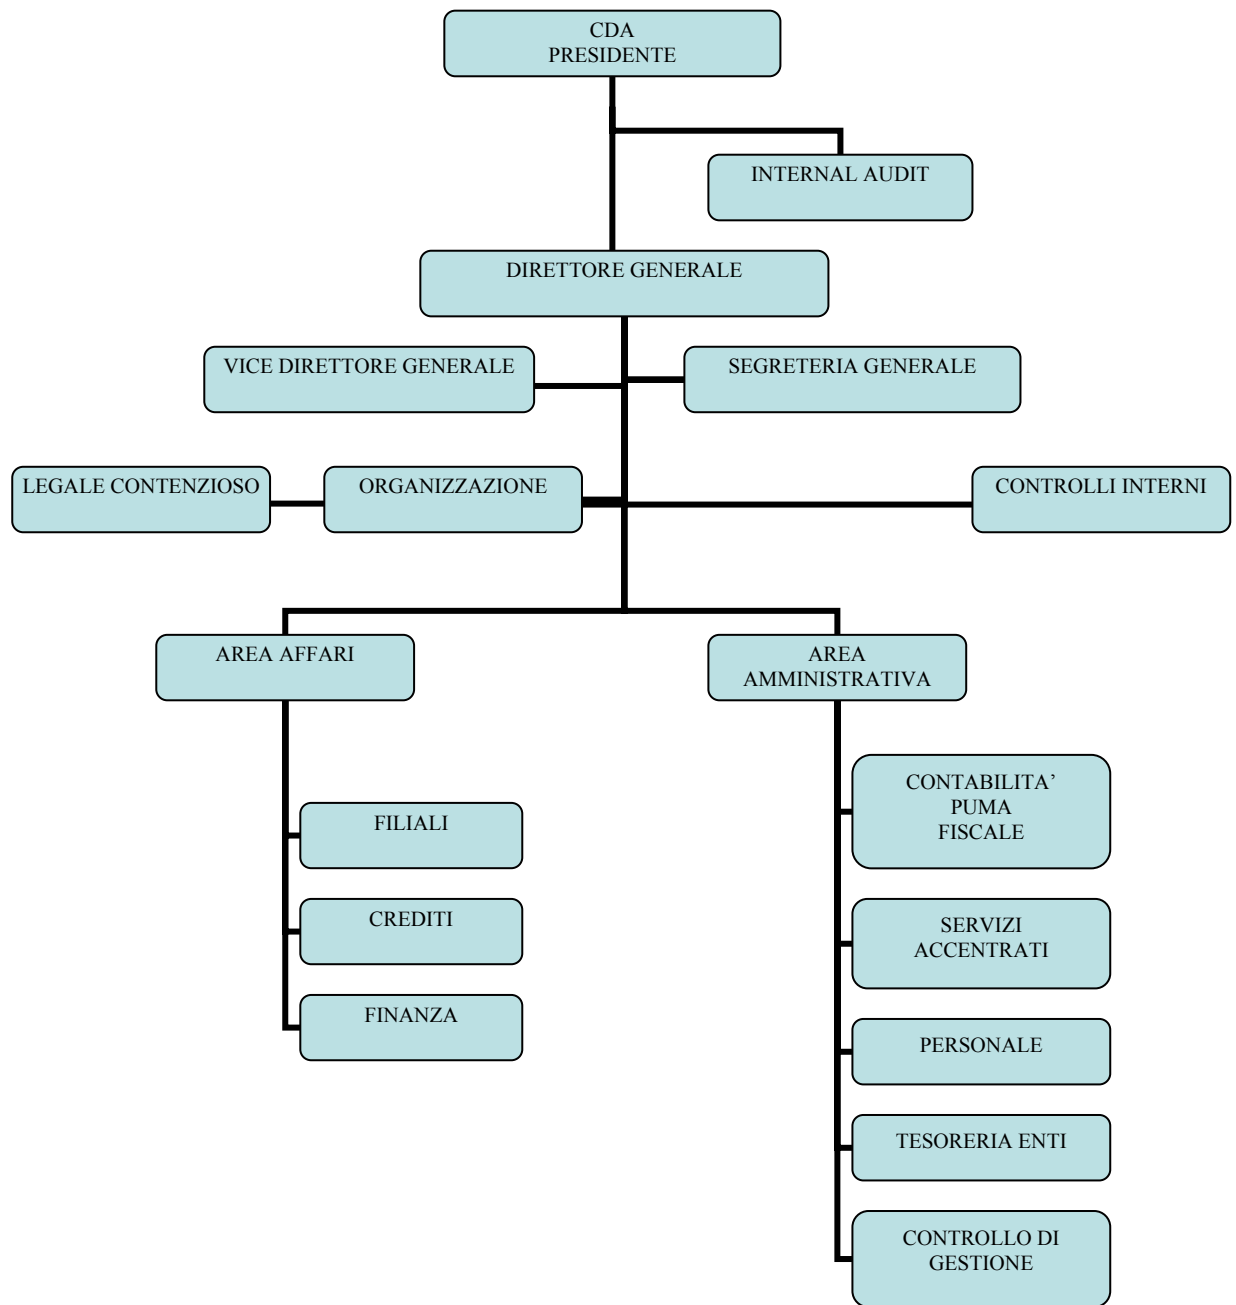 CDA
PRESIDENTE
INTERNAL AUDIT
DIRETTORE GENERALE
VICE DIRETTORE GENERALE
SEGRETERIA GENERALE
LEGALE CONTENZIOSO
ORGANIZZAZIONE
CONTROLLI INTERNI
AREA AFFARI
AREA
AMMINISTRATIVA
FILIALI
CREDITI
FINANZA
CONTABILITA’
PUMA
FISCALE
SERVIZI
ACCENTRATI
PERSONALE
TESORERIA ENTI
CONTROLLO DI
GESTIONE